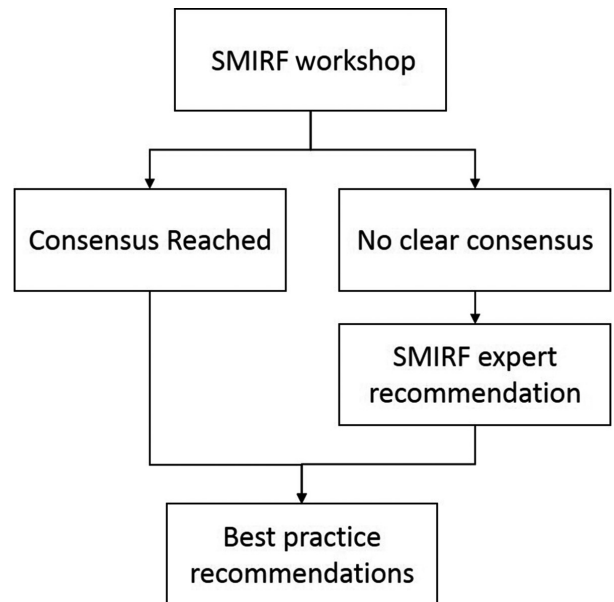 SMIRF workshop
Consensus Reached
No clear consensus
SMIRF expert
recommendation
Best practice
recommendations